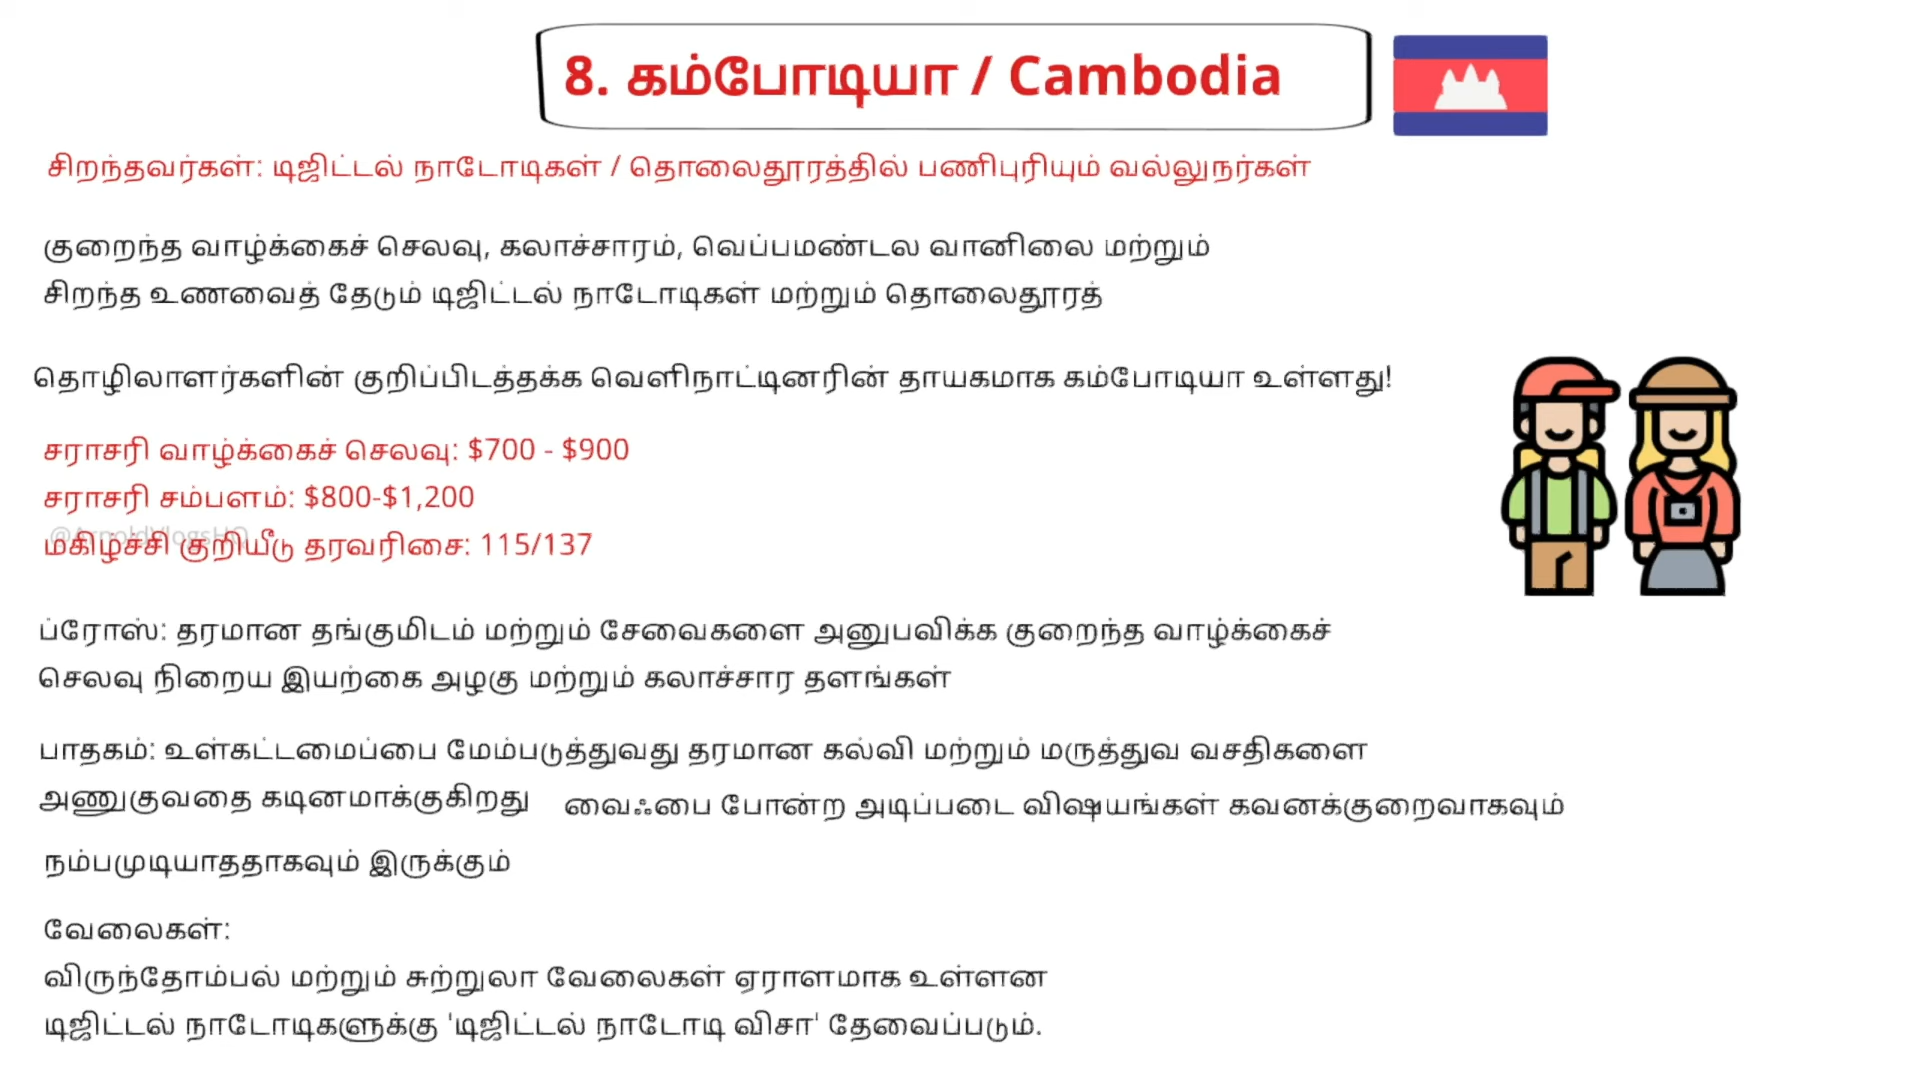 8. கம்போடியா / Cambodia
சிறந்தவர்கள்: டிஜிட்டல் நாடோடிகள் / தொலைதூரத்தில் பணிபுரியும் வல்லுநர்கள்
குறைந்த வாழ்க்கைச் செலவு, கலாச்சாரம், வெப்பமண்டல வானிலை மற்றும்
சிறந்த உணவைத் தேடும் டிஜிட்டல் நாடோடிகள் மற்றும் தொலைதூரத்
தொழிலாளர்களின் குறிப்பிடத்தக்க வெளிநாட்டினரின் தாயகமாக கம்போடியா உள்ளது!
சராசரி வாழ்க்கைச் செலவு: $700 - $900
சராசரி சம்பளம்: $800-$1,200
@ArnoldVlogsHQ
மகிழ்ச்சி குறியீடு தரவரிசை: 115/137
ப்ரோஸ்: தரமான தங்குமிடம் மற்றும் சேவைகளை அனுபவிக்க குறைந்த வாழ்க்கைச்
செலவு நிறைய இயற்கை அழகு மற்றும் கலாச்சார தளங்கள்
பாதகம்: உள்கட்டமைப்பை மேம்படுத்துவது தரமான கல்வி மற்றும் மருத்துவ வசதிகளை
அணுகுவதை கடினமாக்குகிறது வைஃபை போன்ற அடிப்படை விஷயங்கள் கவனக்குறைவாகவும்
நம்பமுடியாததாகவும் இருக்கும்
வேலைகள்:
விருந்தோம்பல் மற்றும் சுற்றுலா வேலைகள் ஏராளமாக உள்ளன
டிஜிட்டல் நாடோடிகளுக்கு 'டிஜிட்டல் நாடோடி விசா' தேவைப்படும்.